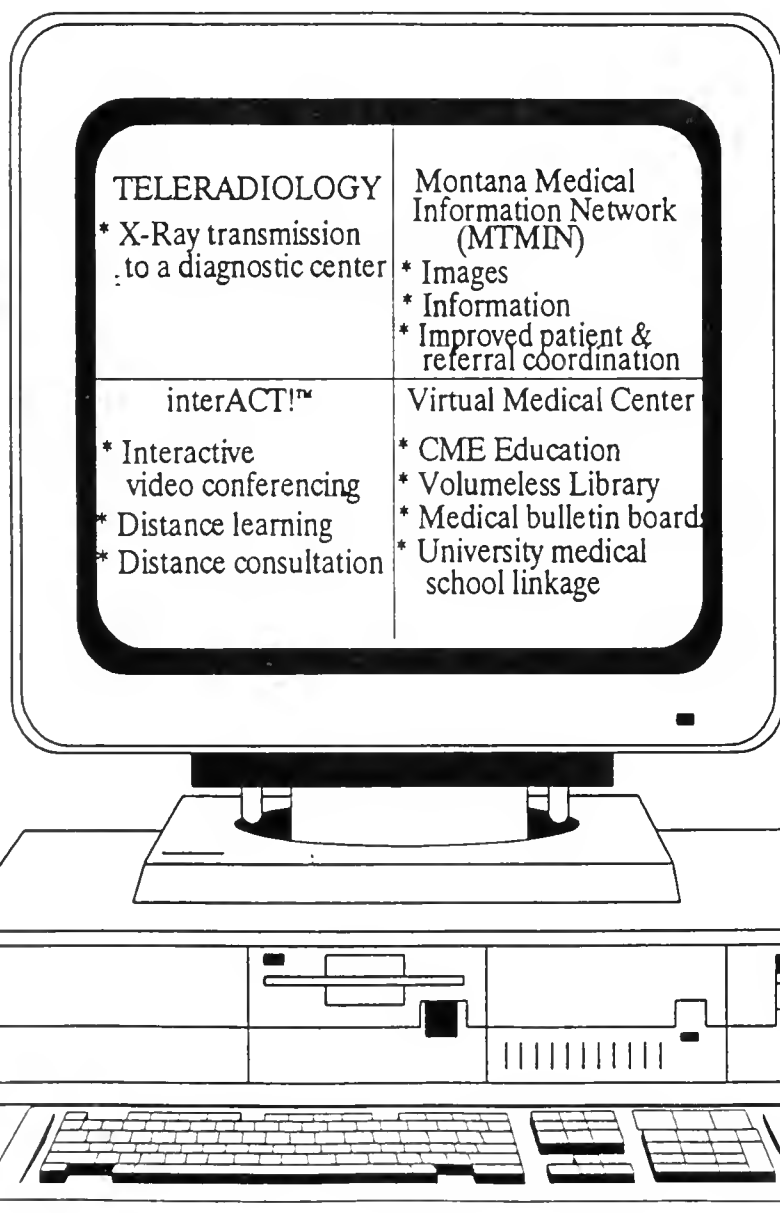 TELERADIOLOGY
* X-Ray transmission
to a diagnostic center
Montana Medical
Information Network
(MTMIN)
* Images
* Information
* Improved patient &
referral coordination
interACT!™
* Interactive
video conferencing
* Distance learning
* Distance consultation
Virtual Medical Center
* CME Education
* Volumeless Library
* Medical bulletin boards
* University medical
school linkage